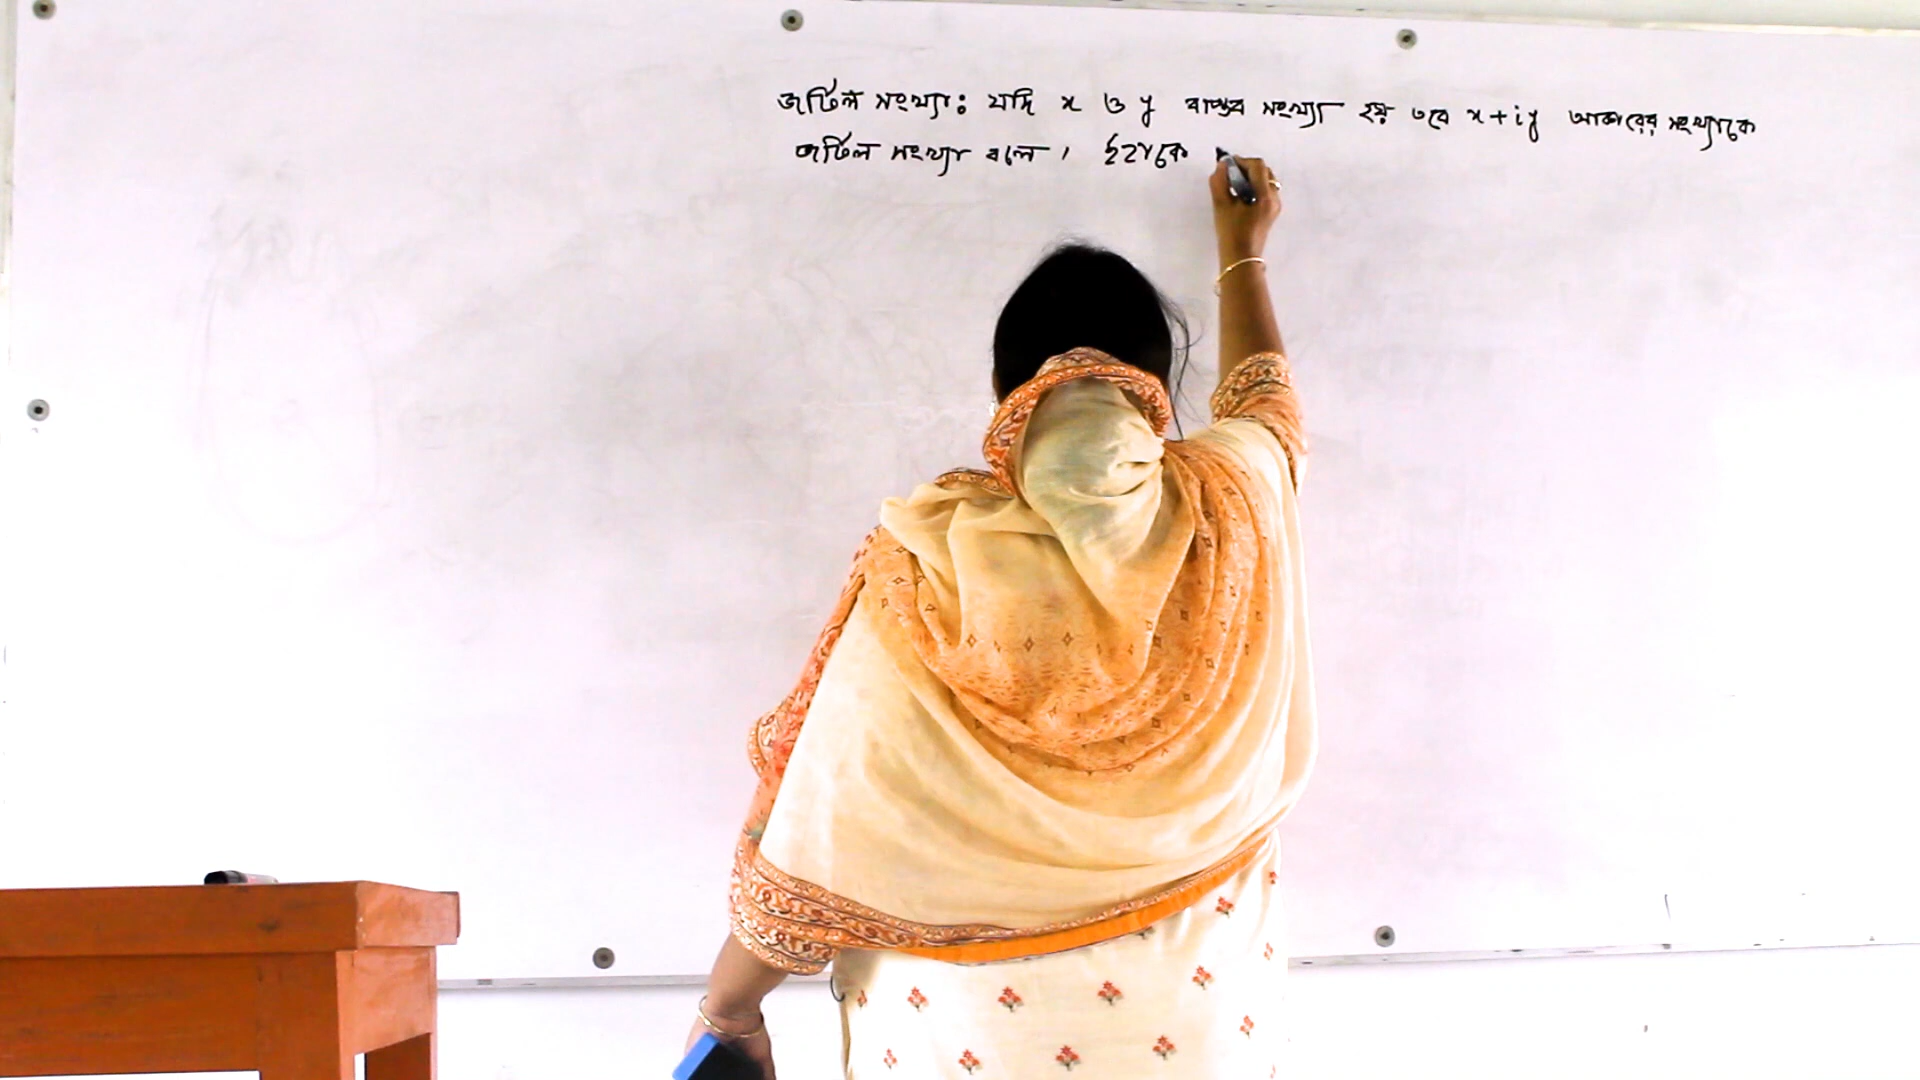 জটিল সংখ্যা: যদি x ও y বাস্তব সংখ্যা হয় তবে x+iy আকারের সংখ্যাকে
জটিল সংখ্যা বলে। ইহাকে